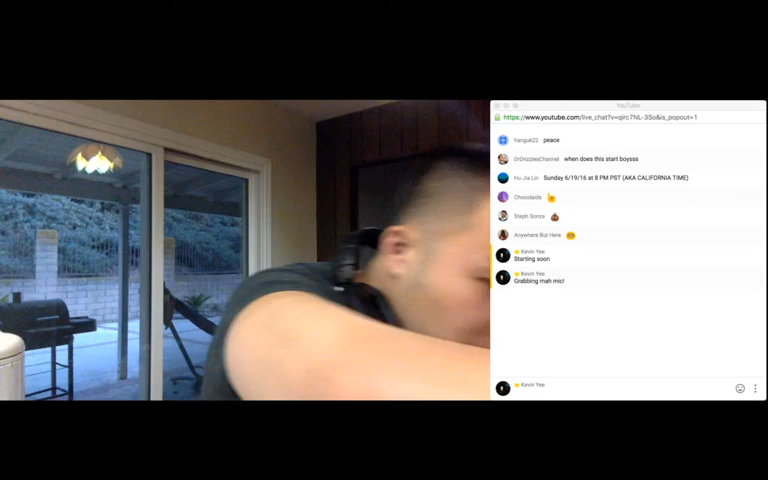 YouTube
https://www.youtube.com/live_chat?v=qirc7NL-3So&is_popout=1
hanguk22 peace
DrDrizzleeChannel when does this start boysss
Hu Jia Lin Sunday 6/19/16 at 8 PM PST (AKA CALIFORNIA TIME)
Chocolaids
Steph Sonza
Anywhere But Here
Kevin Yee
Starting soon
Kevin Yee
Grabbing mah mic!
Kevin Yee